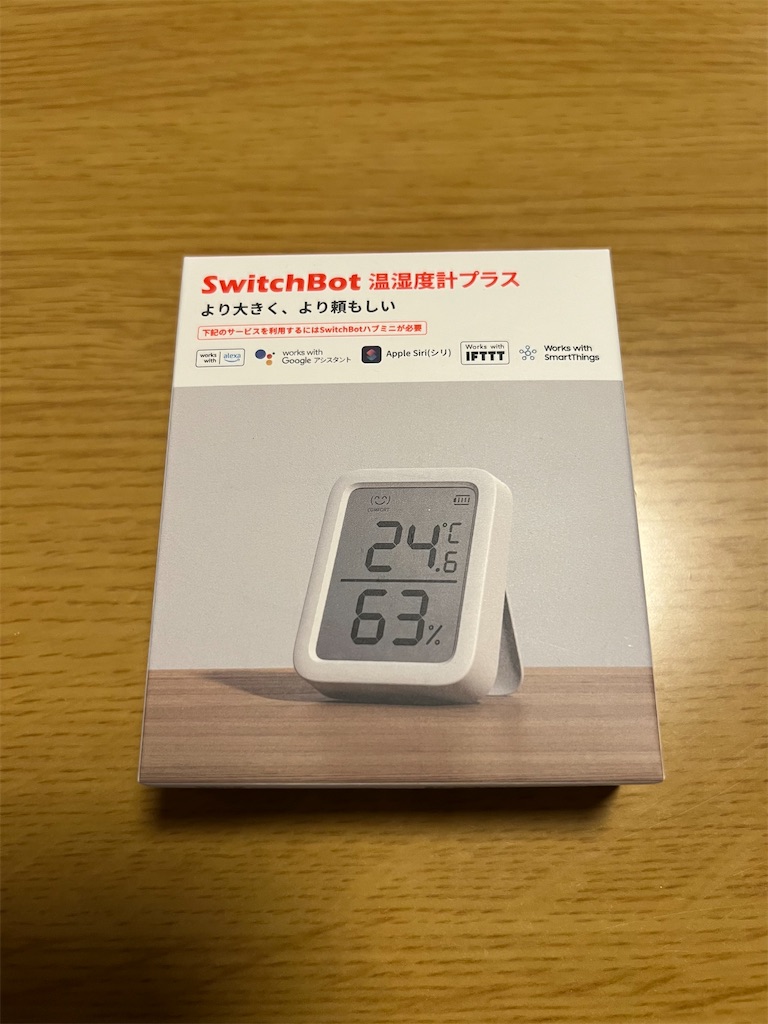 SwitchBot 温湿度計プラス
より大きく、より頼もしい
下記のサービスを利用するにはSwitchBotハブミニが必要
works with alexa
works with Google アシスタント
Apple Siri(シリ)
Works with IFTTT
Works with SmartThings
COMFORT
24.6℃
63%